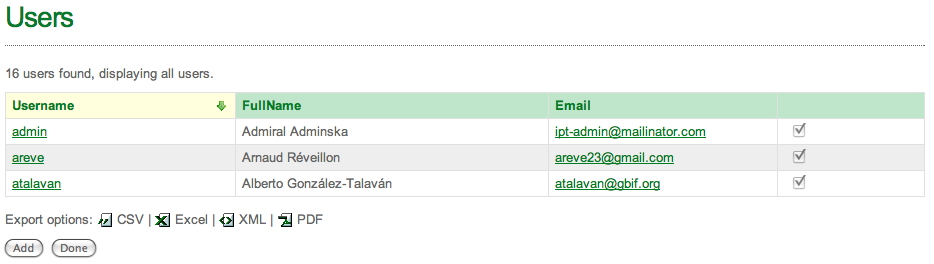 Users
16 users found, displaying all users.
Username FullName Email
admin Admiral Adminska ipt-admin@mailinator.com
areve Arnaud Réveillon areve23@gmail.com
atalavan Alberto González-Talaván atalavan@gbif.org
Export options: CSV | Excel | XML | PDF
Add Done